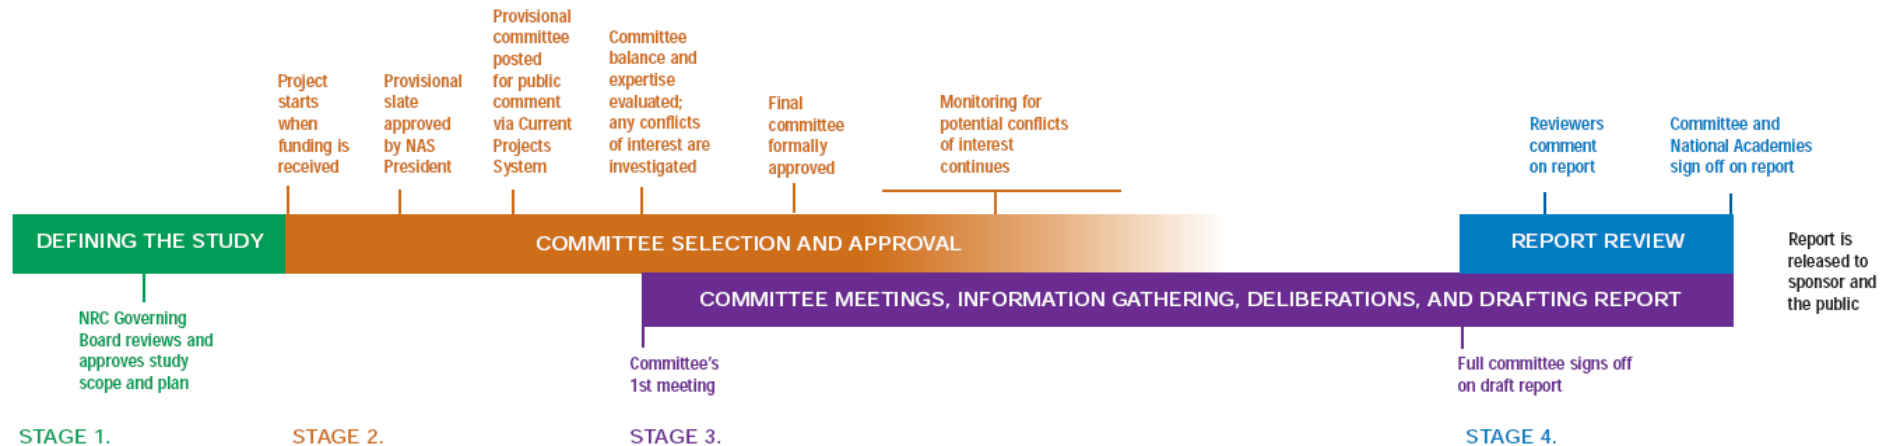 Project
starts
when
funding is
received
Provisional
slate
approved
by NAS
President
Provisional
committee
posted
for public
comment
via Current
Projects
System
Committee
balance and
expertise
evaluated;
any conflicts
of interest are
investigated
Final
committee
formally
approved
Monitoring for
potential conflicts
of interest
continues
Reviewers
comment
on report
Committee and
National Academies
sign off on report
DEFINING THE STUDY
COMMITTEE SELECTION AND APPROVAL
REPORT REVIEW
Report is
released to
sponsor and
the public
COMMITTEE MEETINGS, INFORMATION GATHERING, DELIBERATIONS, AND DRAFTING REPORT
NRC Governing
Board reviews and
approves study
scope and plan
Committee's
1st meeting
Full committee signs off
on draft report
STAGE 1.
STAGE 2.
STAGE 3.
STAGE 4.